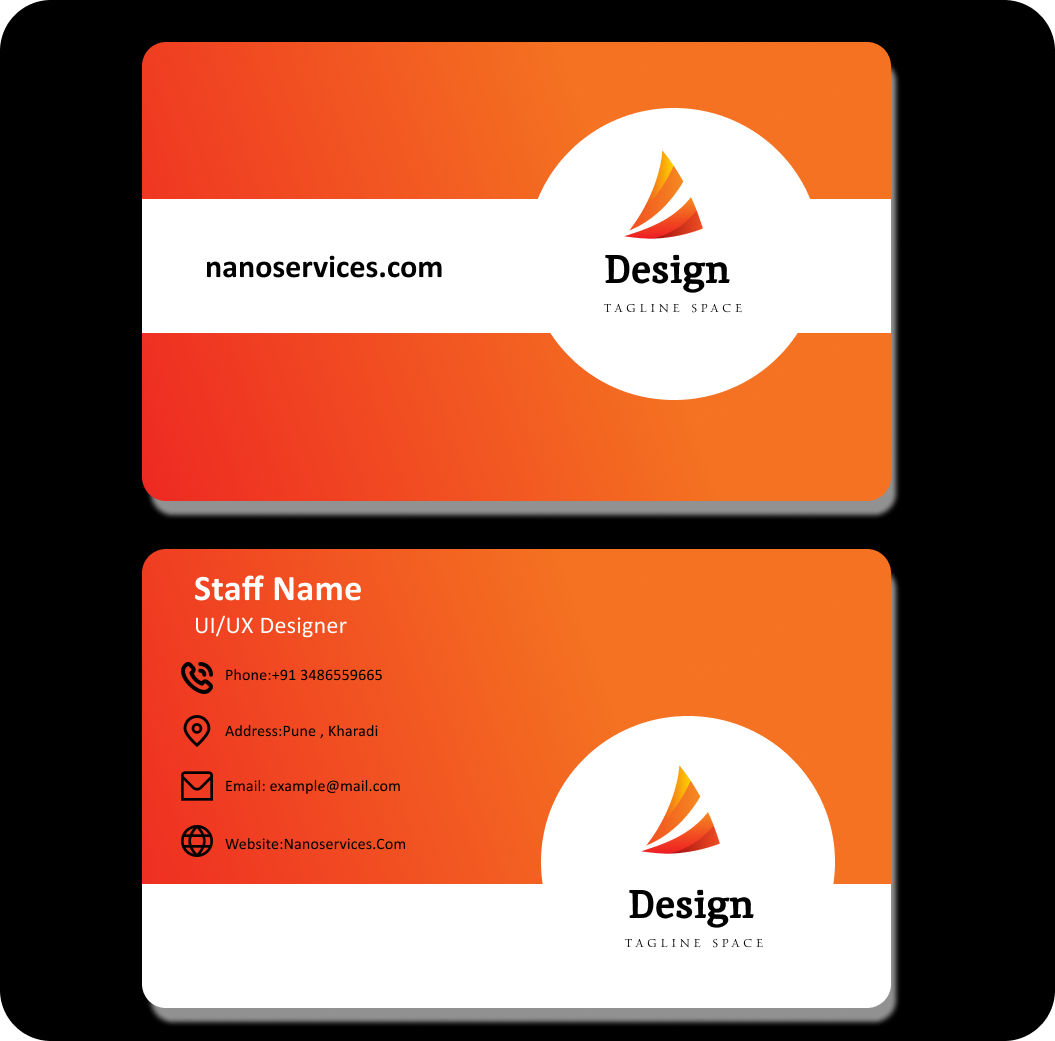 nanoservices.com
Design
TAGLINE SPACE
Staff Name
UI/UX Designer
Phone:+91 3486559665
Address:Pune , Kharadi
Email: example@mail.com
Website:Nanoservices.Com
Design
TAGLINE SPACE